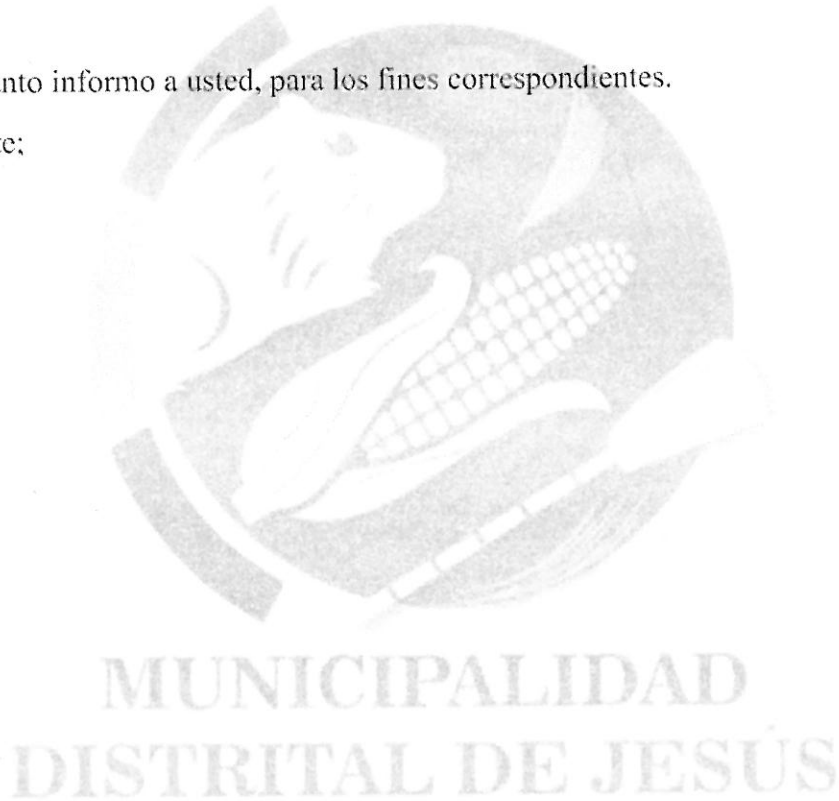 nto informo a usted, para los fines correspondientes.
e;
MUNICIPALIDAD
DISTRITAL DE JESÚS